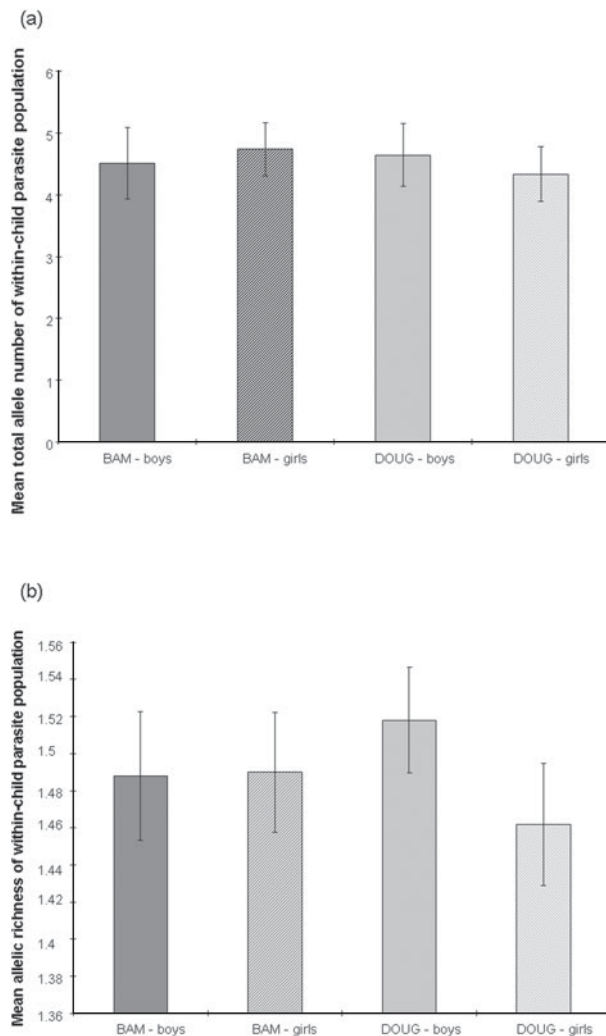 (a)
Mean total allele number of within-child parasite population
6
5
4
3
2
1
0
BAM - boys
BAM - girls
DOUG - boys
DOUG - girls
(b)
Mean allelic richness of within-child parasite population
1.56
1.54
1.52
1.5
1.48
1.46
1.44
1.42
1.4
1.38
1.36
BAM - boys
BAM - girls
DOUG - boys
DOUG - girls